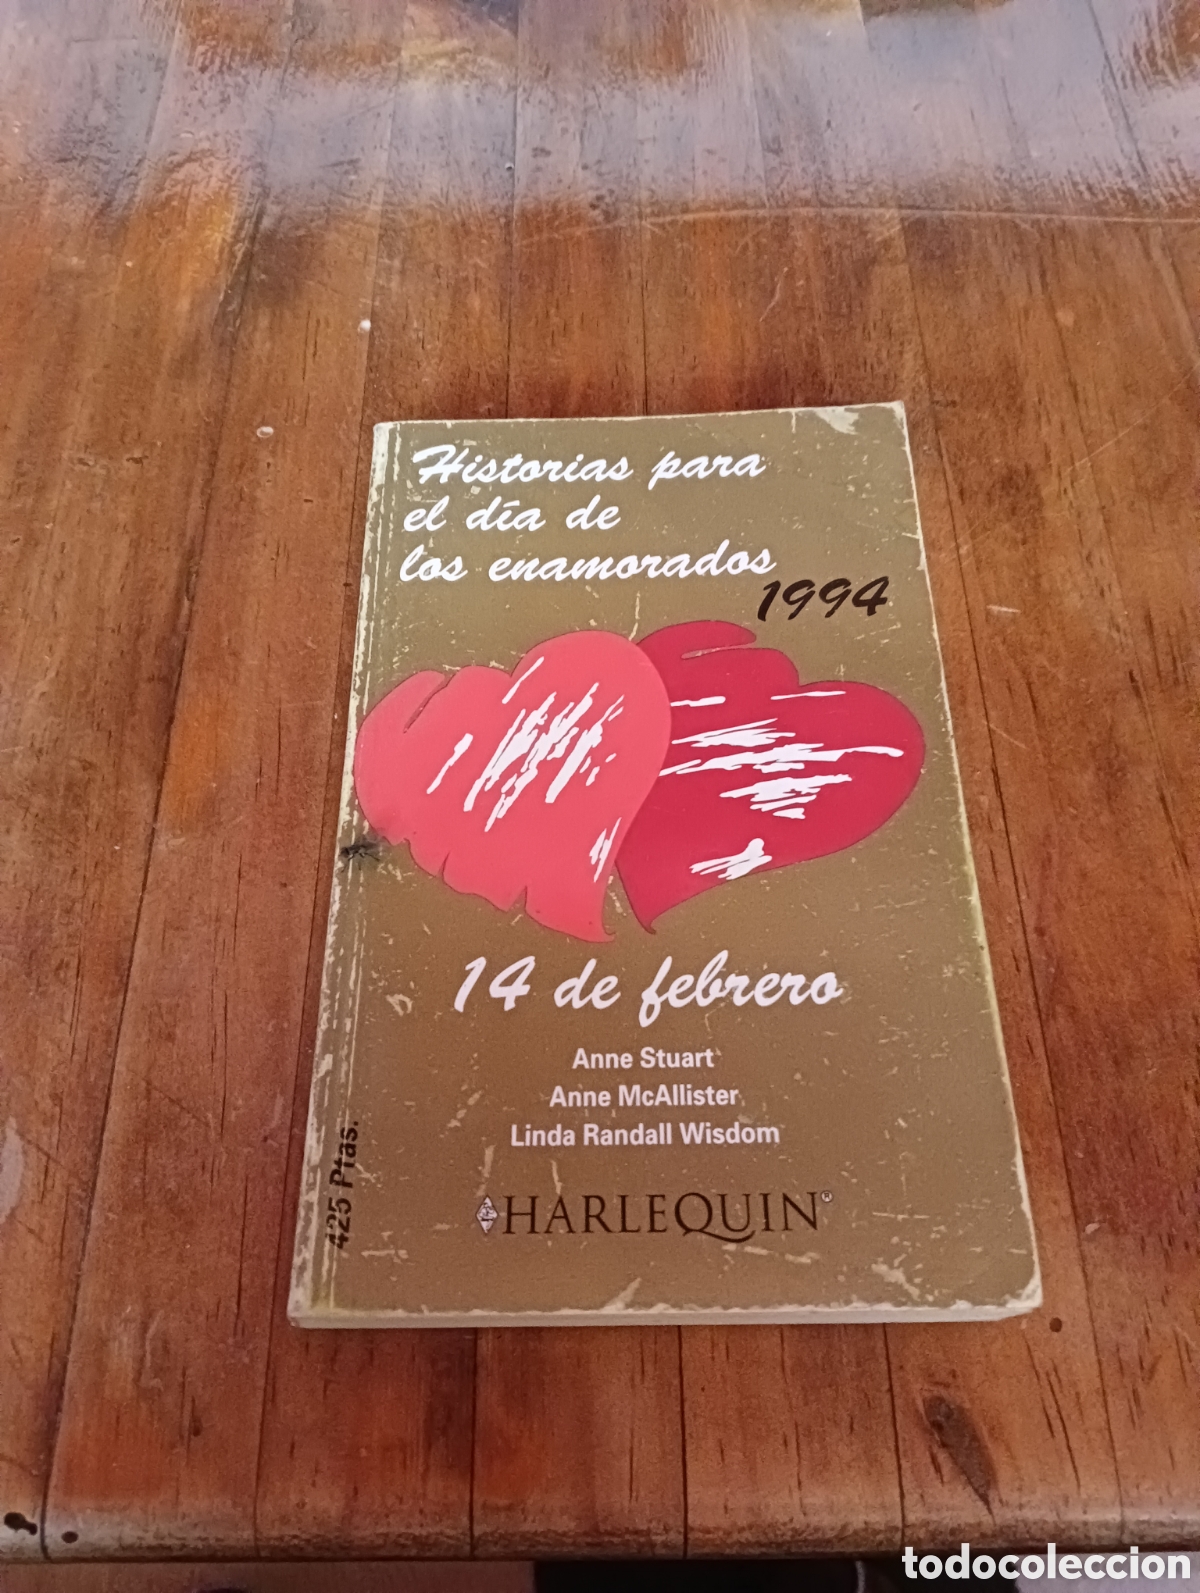 Historias para
el día de
los enamorados
1994
14 de febrero
Anne Stuart
Anne McAllister
Linda Randall Wisdom
HARLEQUIN®
425 Ptas.
todocoleccion